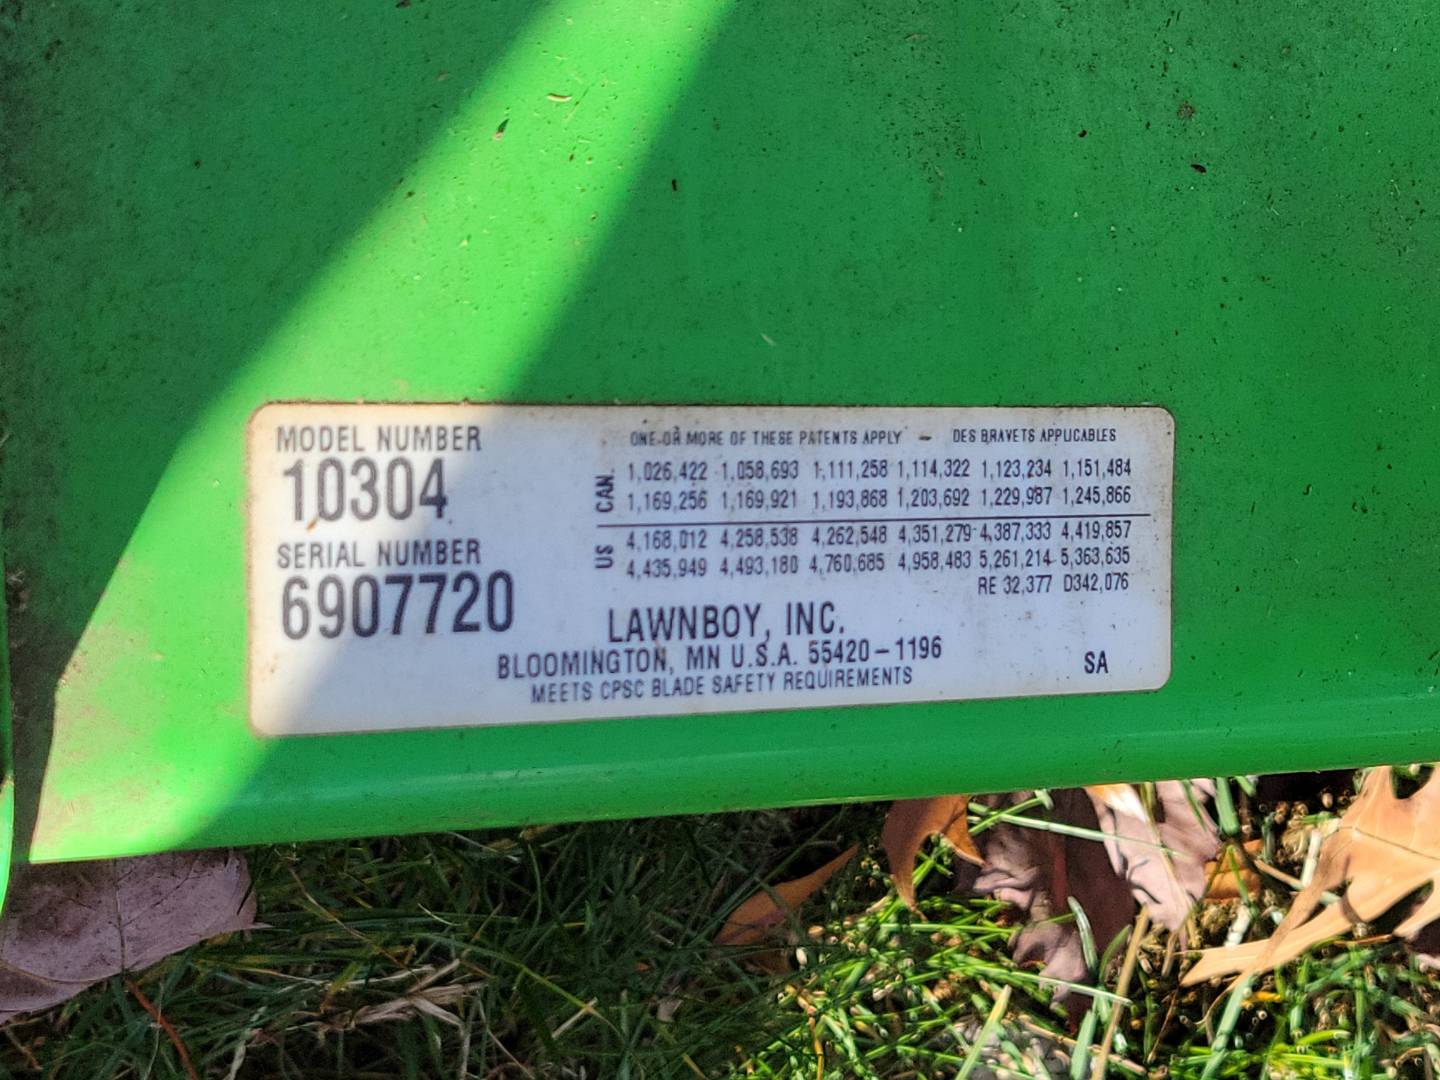 MODEL NUMBER
10304
SERIAL NUMBER
6907720
ONE OR MORE OF THESE PATENTS APPLY – DES BRAVETS APPLICABLES
CAN. 1,026,422 1,058,693 1,111,258 1,114,322 1,123,234 1,151,484
1,169,256 1,169,921 1,193,868 1,203,692 1,229,987 1,245,866
US 4,168,012 4,258,538 4,262,548 4,351,279 4,387,333 4,419,857
4,435,949 4,493,180 4,760,685 4,958,483 5,261,214 5,363,635
RE 32,377 D342,076
LAWNBOY, INC.
BLOOMINGTON, MN U.S.A. 55420-1196
MEETS CPSC BLADE SAFETY REQUIREMENTS
SA